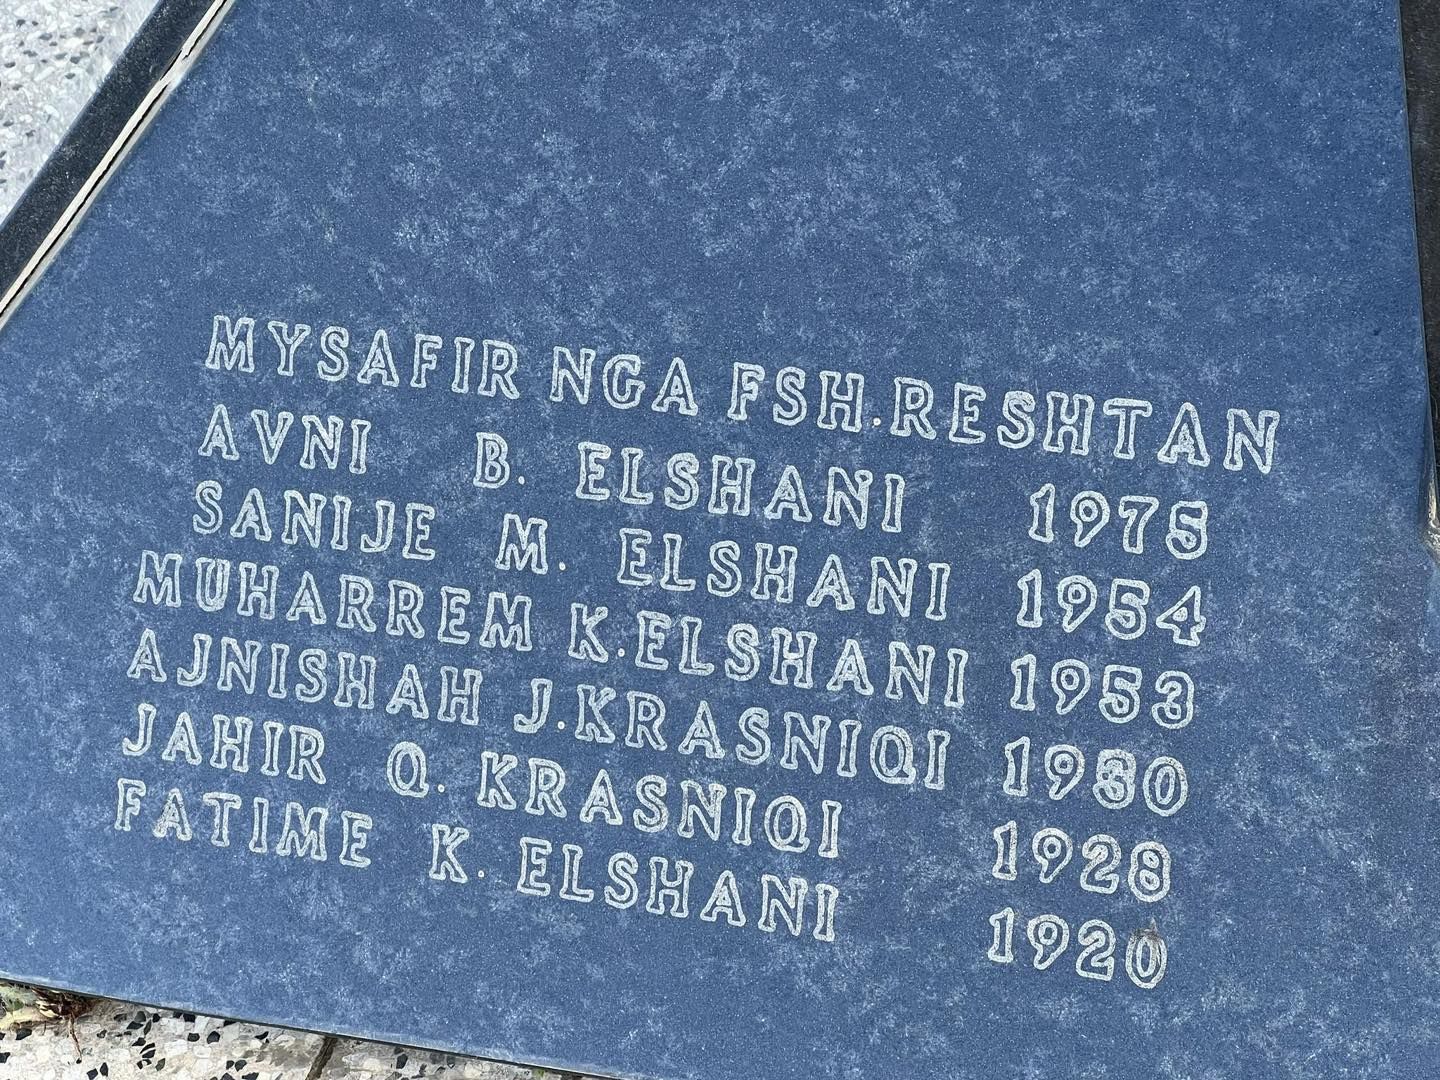 MYSAFIR NGA FSH.RESHTAN
AVNI B. ELSHANI 1975
SANIJE M. ELSHANI 1954
MUHARREM K.ELSHANI 1953
AJNISHAH J.KRASNIQI 1930
JAHIR Q. KRASNIQI 1928
FATIME K. ELSHANI 1920